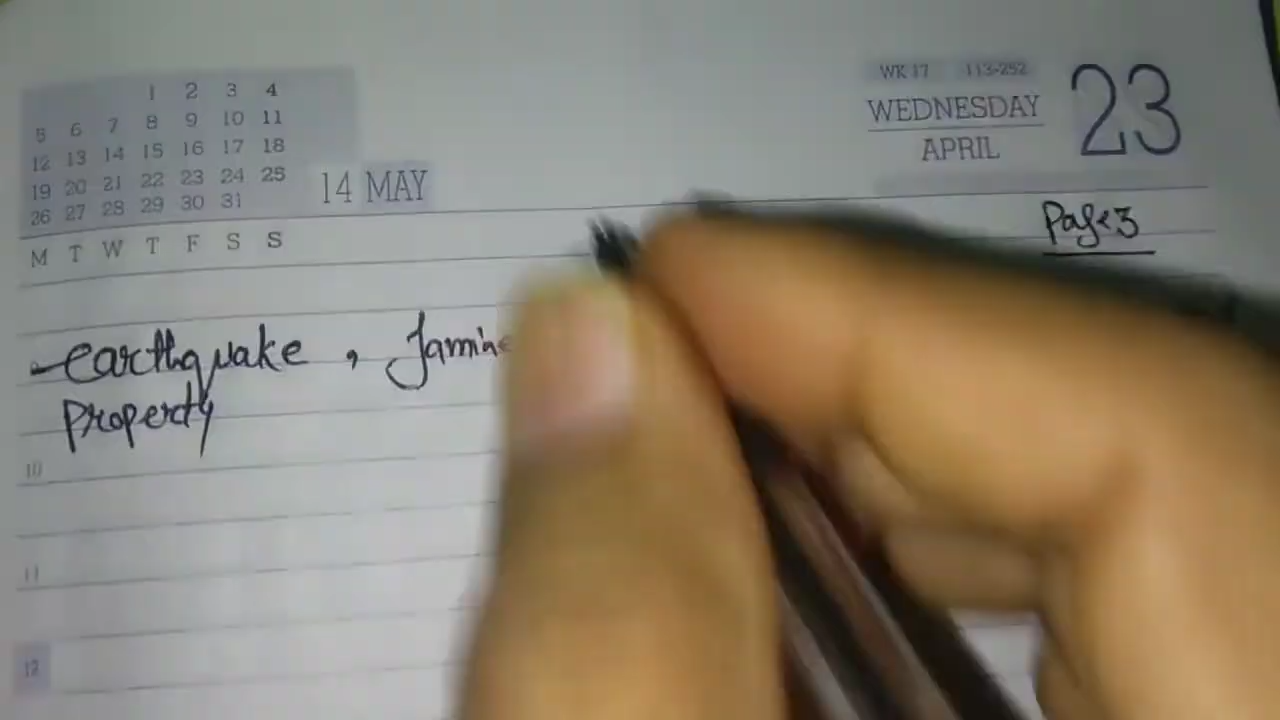 1 2 3 4
5 6 7 8 9 10 11
12 13 14 15 16 17 18
19 20 21 22 23 24 25
26 27 28 29 30 31
M T W T F S S
14 MAY
WK 17 113-252
WEDNESDAY
APRIL
23
Page 3
earthquake ,
Property
10
11
12